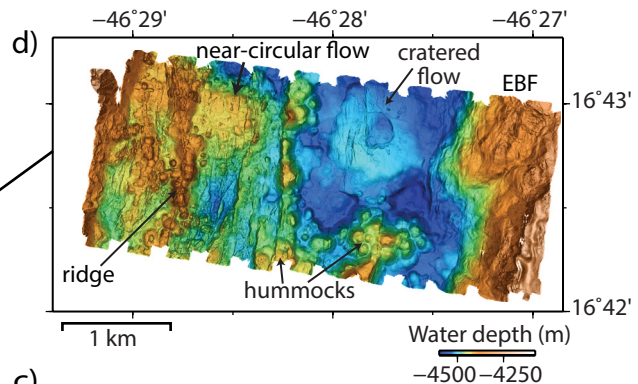 −46˚29′ −46˚28′ −46˚27′
d)
near-circular flow
cratered
flow
EBF
16˚43′
ridge
hummocks
16˚42′
1 km
Water depth (m)
−4500 −4250